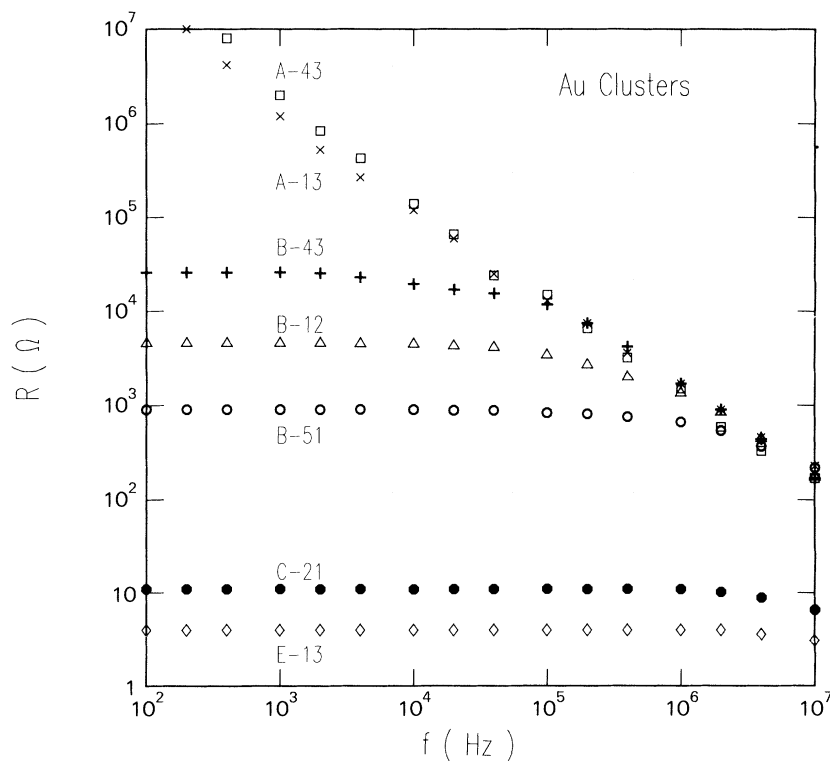 Au Clusters
10⁷
A-43
10⁶
A-13
10⁵
B-43
10⁴
B-12
10³
B-51
10²
C-21
10
E-13
1
R ( Ω )
10² 10³ 10⁴ 10⁵ 10⁶ 10⁷
f ( Hz )